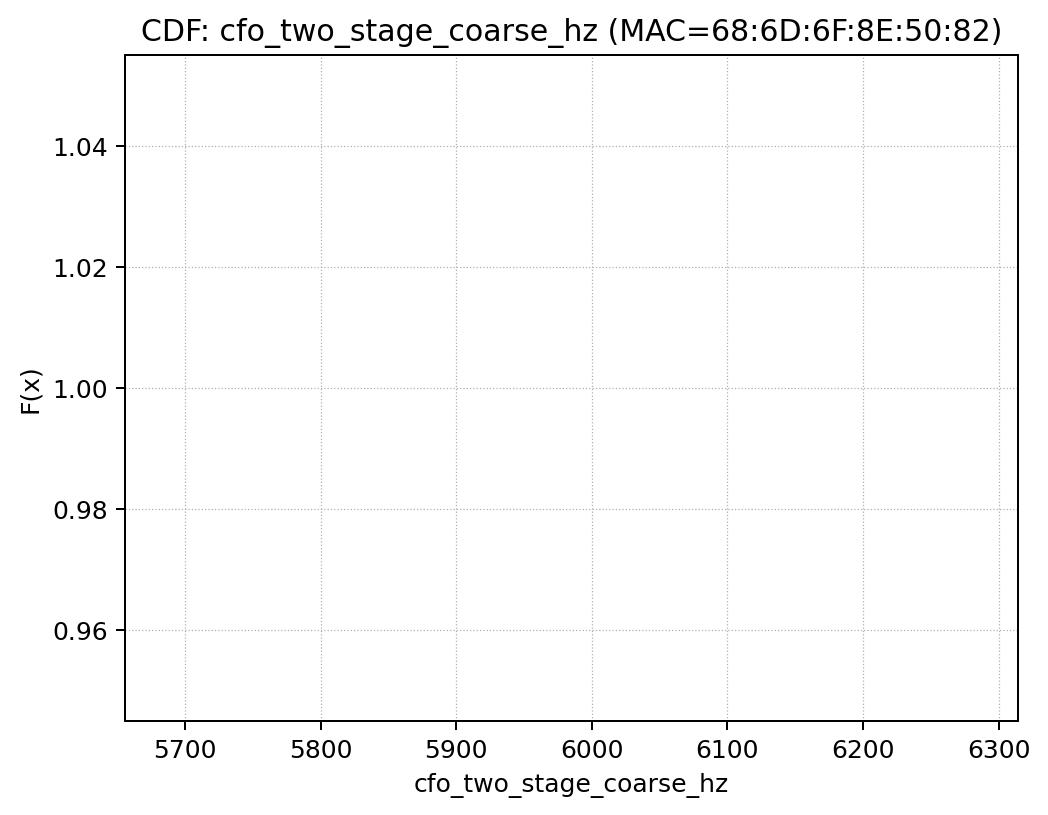 CDF: cfo_two_stage_coarse_hz (MAC=68:6D:6F:8E:50:82)
1.04
1.02
1.00
0.98
0.96
F(x)
5700 5800 5900 6000 6100 6200 6300
cfo_two_stage_coarse_hz